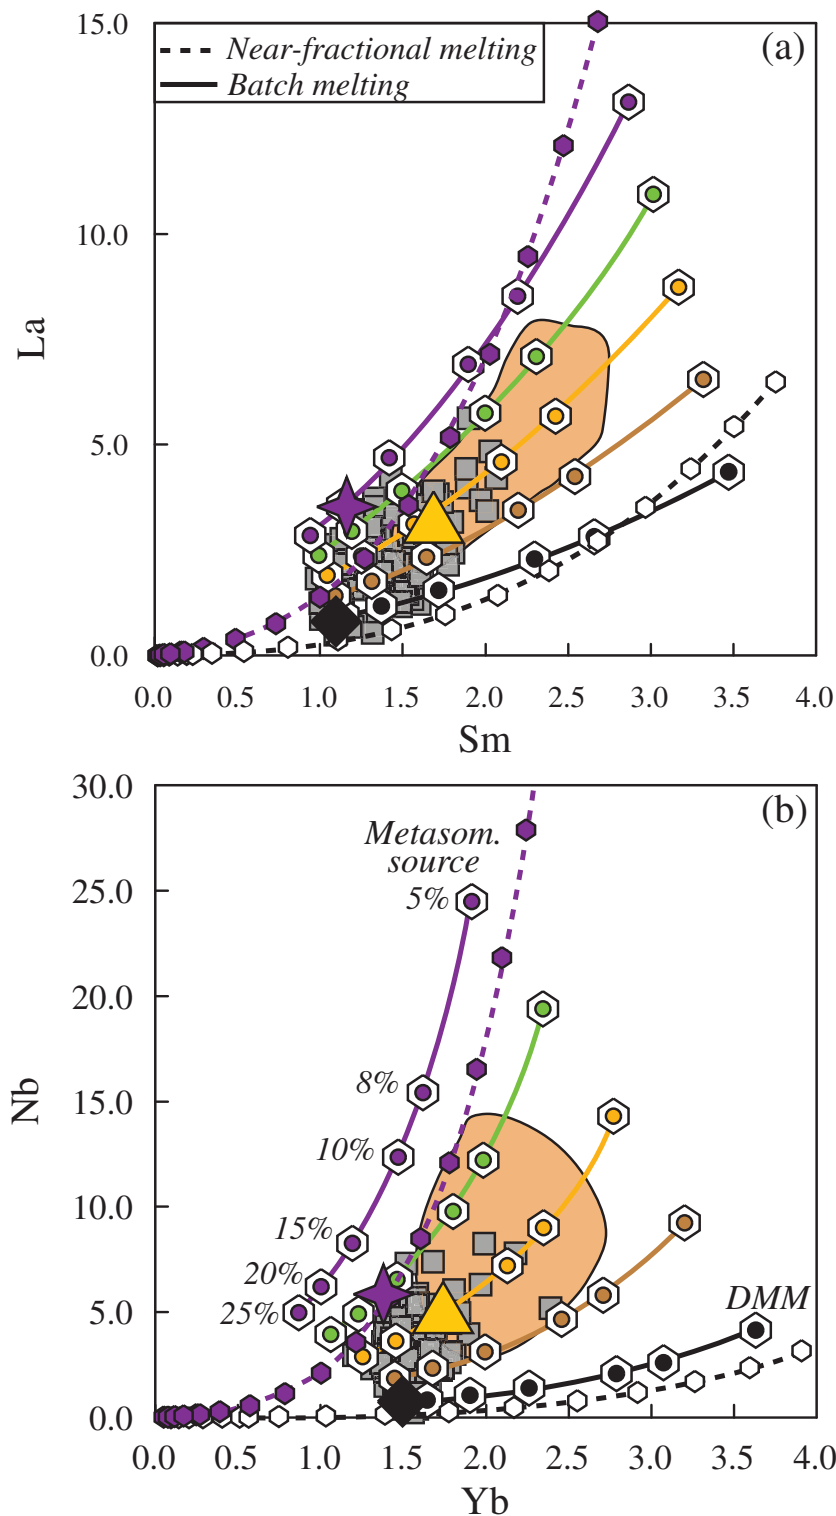 15.0
(a)
Near-fractional melting
Batch melting
10.0
La
5.0
0.0
0.0 0.5 1.0 1.5 2.0 2.5 3.0 3.5 4.0
Sm
30.0
(b)
Metasom.
source
5%
25.0
20.0
8%
Nb
15.0
10%
10.0
15%
20%
5.0
25%
DMM
0.0
0.0 0.5 1.0 1.5 2.0 2.5 3.0 3.5 4.0
Yb